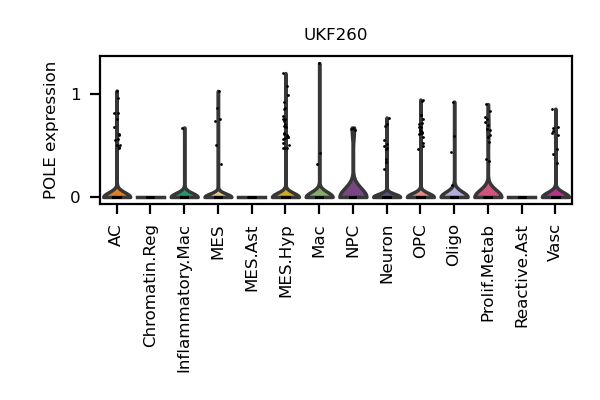 UKF260
POLE expression
1
0
AC
Chromatin.Reg
Inflammatory.Mac
MES
MES.Ast
MES.Hyp
Mac
NPC
Neuron
OPC
Oligo
Prolif.Metab
Reactive.Ast
Vasc